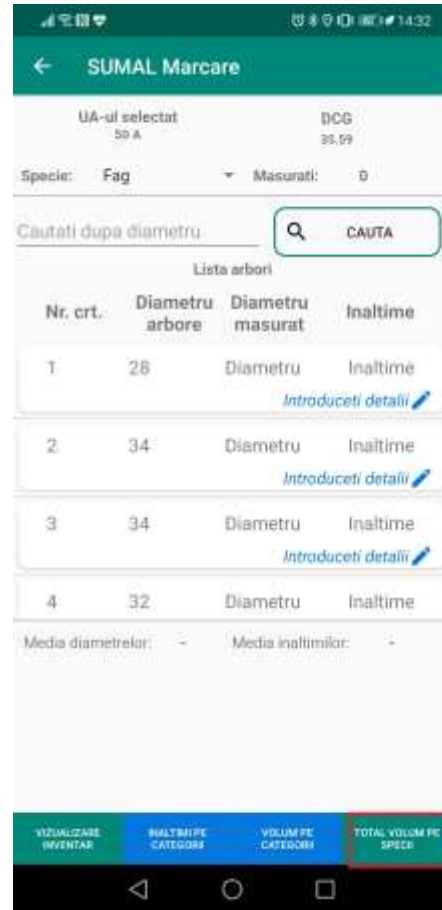 14:32
SUMAL Marcare
UA-ul selectat DCG
50 A 35.59
Specie: Fag Masurati: 0
Cautati dupa diametru CAUTA
Lista arbori
Nr. crt. Diametru arbore Diametru masurat Inaltime
1 28 Diametru Inaltime
Introduceti detalii
2 34 Diametru Inaltime
Introduceti detalii
3 34 Diametru Inaltime
Introduceti detalii
4 32 Diametru Inaltime
Media diametrelor: - Media inaltimilor: -
VIZUALIZARE INVENTAR INALTIMI PE CATEGORII VOLUM PE CATEGORII TOTAL VOLUM PE SPECII